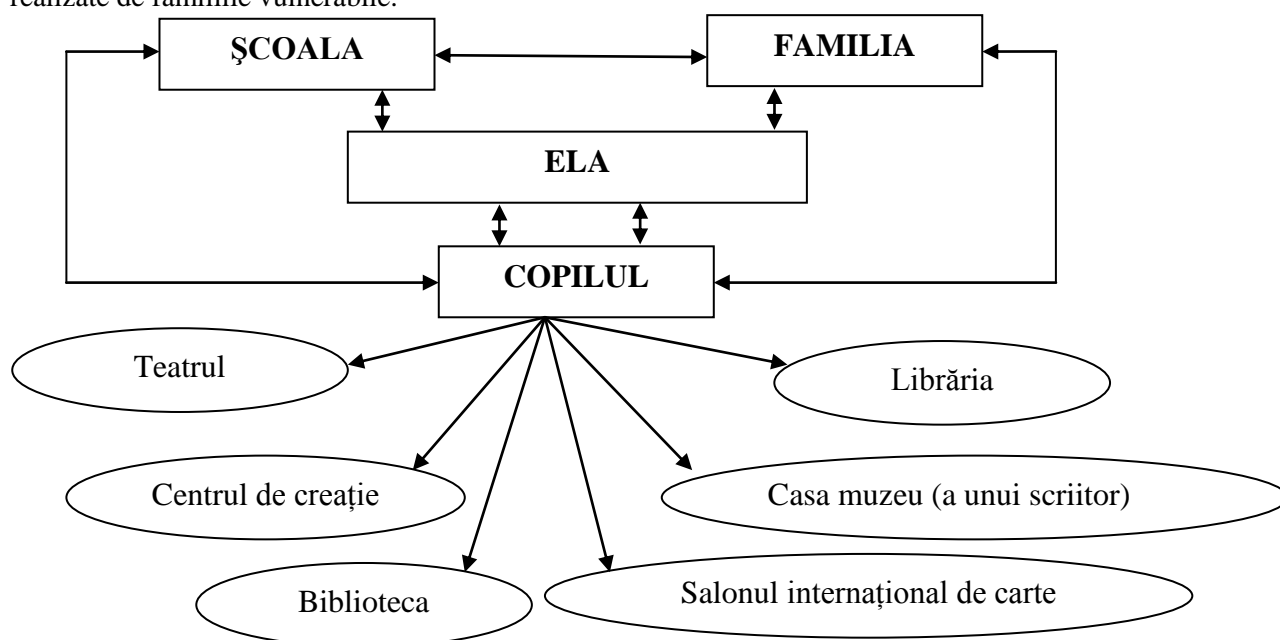 realizate de familiile vulnerabile.
ŞCOALA
FAMILIA
ELA
COPILUL
Teatrul
Librăria
Centrul de creație
Casa muzeu (a unui scriitor)
Biblioteca
Salonul internațional de carte